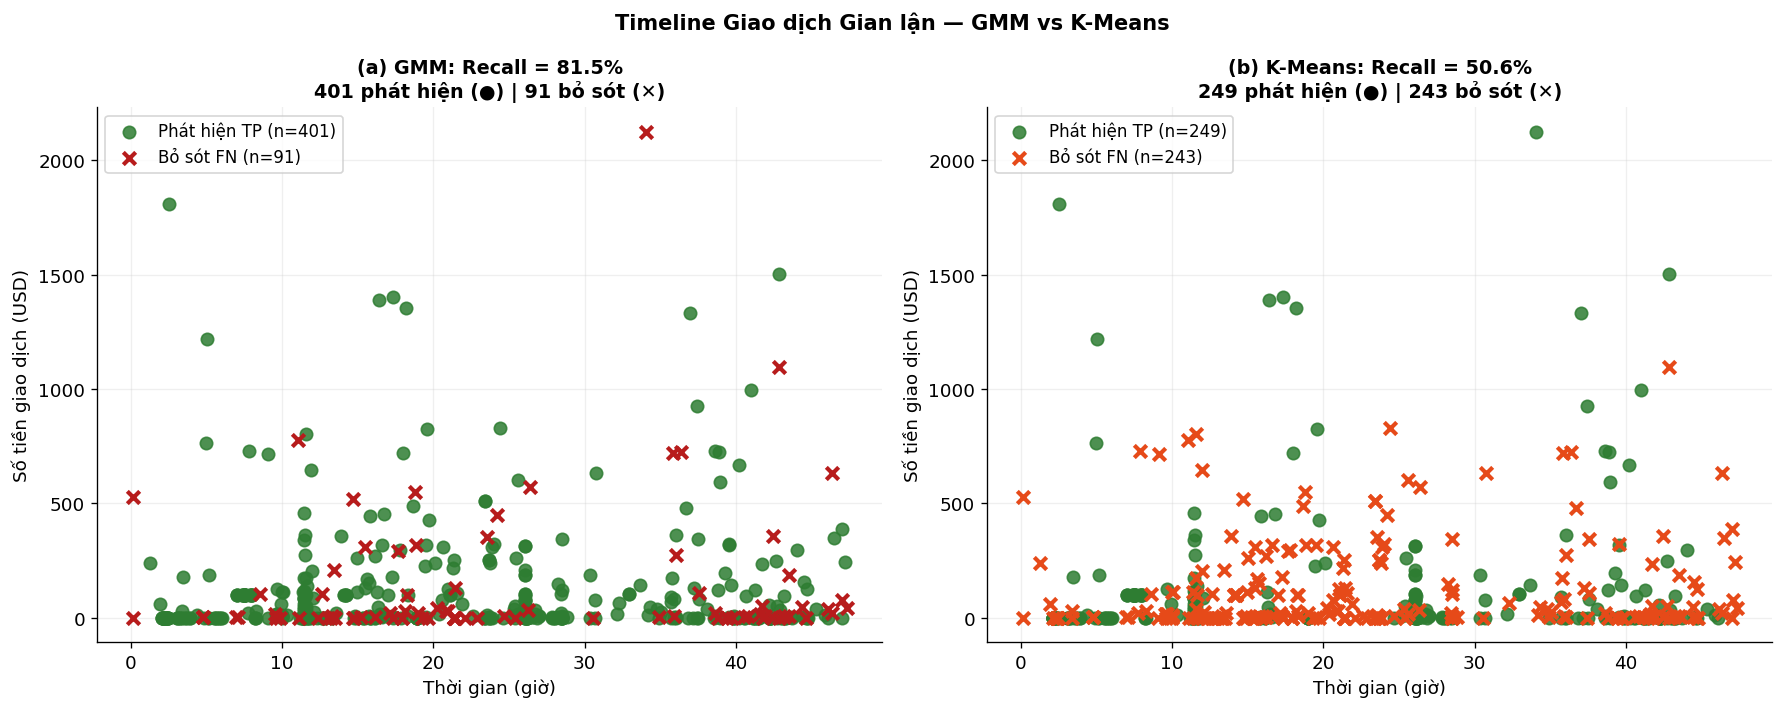 Timeline Giao dịch Gian lận — GMM vs K-Means
(a) GMM: Recall = 81.5%
401 phát hiện (●) | 91 bỏ sót (×)
Phát hiện TP (n=401)
Bỏ sót FN (n=91)
Số tiền giao dịch (USD)
2000
1500
1000
500
0
0 10 20 30 40
Thời gian (giờ)
(b) K-Means: Recall = 50.6%
249 phát hiện (●) | 243 bỏ sót (×)
Phát hiện TP (n=249)
Bỏ sót FN (n=243)
Số tiền giao dịch (USD)
2000
1500
1000
500
0
0 10 20 30 40
Thời gian (giờ)